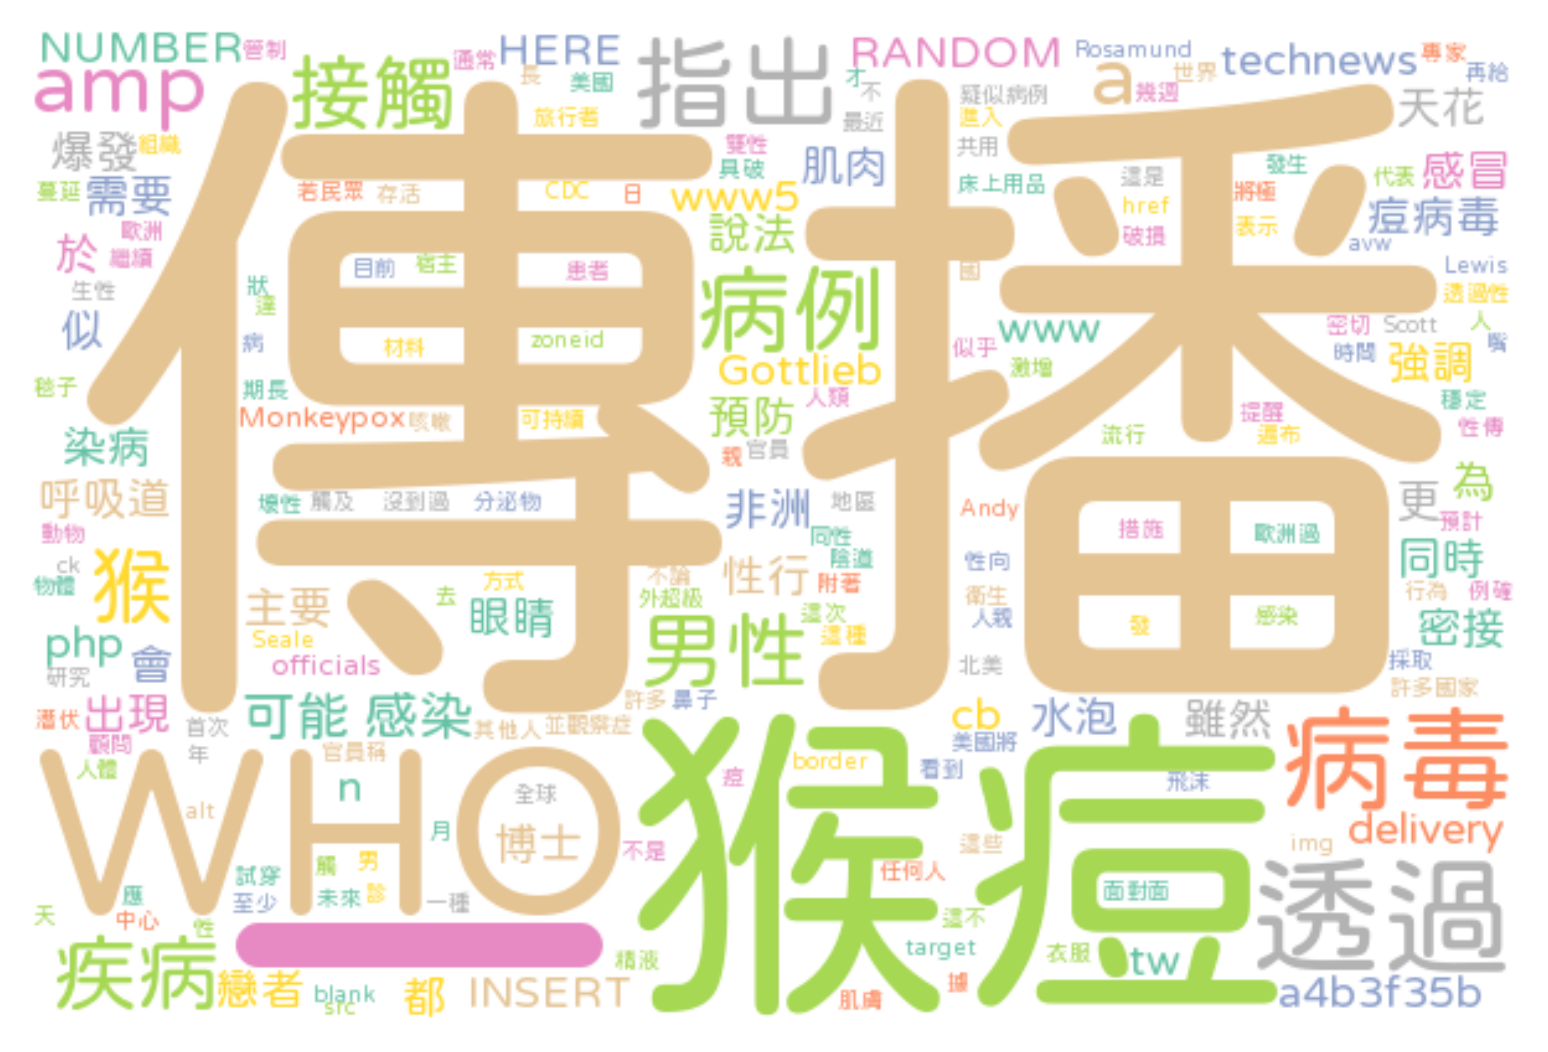 NUMBER 管制 通常 HERE 指出 RANDOM Rosamund technews 專家
amp 接觸 長 美國 才 不 a 世界 幾週 再給
爆發 組織 旅行者 最近 疑似病例 進入 天花
蔓延 需要 若民眾 存活 CDC 日 雙性 具破 肌肉 共用 床上用品 這是 發生 將極 代表 感冒
於 歐洲 繼續 www5 說法 href 破損 表示 痘病毒 avw
傳播
生性 狀 達 目前 宿主 患者 病例 國 Lewis 透過性
似 病 材料 zoneid www 似乎 激增 密切 Scott 人 時間 強調 嘴
毯子 期長 Gottlieb 人類 穩定
Monkeypox 咳嗽 可持續 預防 提醒 性傳
染病 親 官員 流行 遍布
呼吸道 壞性 觸及 沒到過 分泌物 非洲 地區 Andy 更 為 預計
動物 同性 措施 歐洲過
ck 物體 猴 方式 不論 性行 陰道 附著 性向 同時
主要 去 眼睛 外超級 這次 衛生 人親 發 感染 行為 例確
php 會 Seale 男性 這種 密接
研究 officials 北美 採取
潛伏 出現 首次 可能 感染 其他人 並觀察症 許多 鼻子 cb 水泡 雖然 許多國家
顧問 年 官員稱 美國將 病毒
人體 n 全球 痘 border 看到 飛沫
WHO 猴痘
alt 月 博士 不是 這些 img delivery
試穿 觸 男 任何人 透過
應 至少 未來 診 一種 面對面
天 中心 性 這不
疾病 精液 target 衣服 tw
戀者 blank 都 INSERT 肌膚 據 a4b3f35b
src